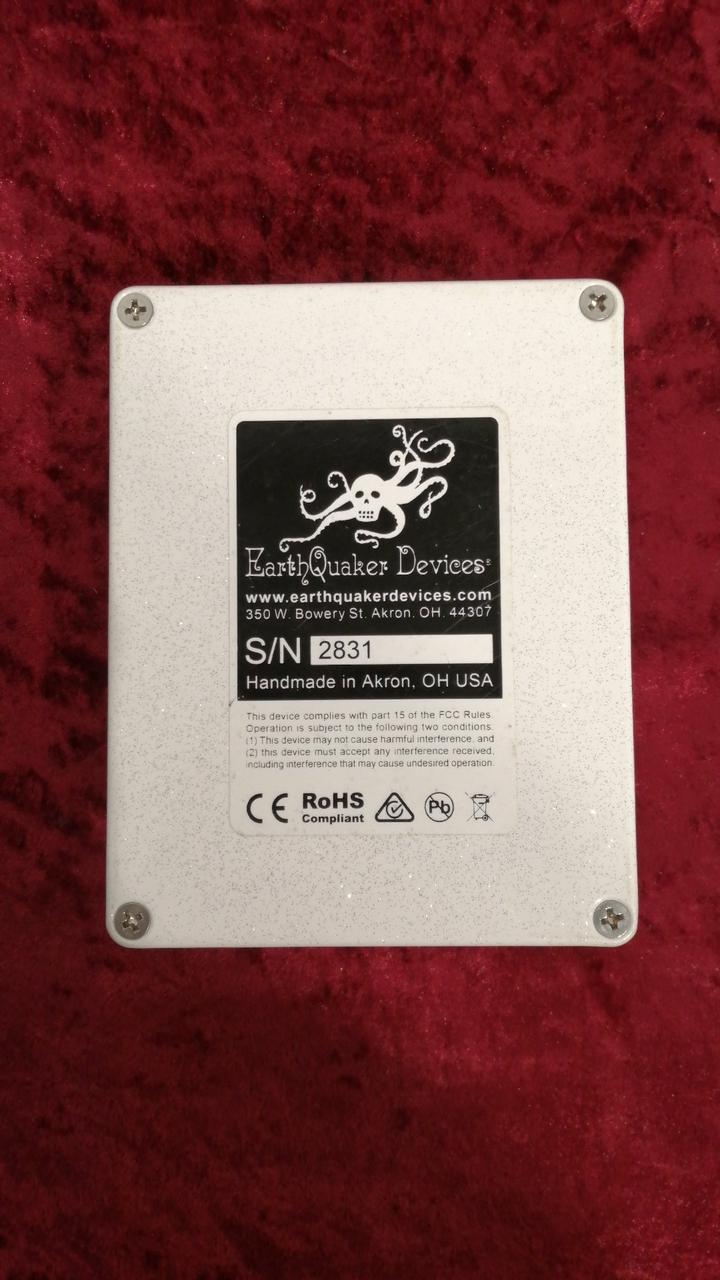 EarthQuaker Devices®
www.earthquakerdevices.com
350 W. Bowery St. Akron. OH. 44307
S/N 2831
Handmade in Akron, OH USA
This device complies with part 15 of the FCC Rules
Operation is subject to the following two conditions.
(1) This device may not cause harmful interference. and
(2) this device must accept any interference received,
including interference that may cause undesired operation.
CE RoHS Pb
Compliant